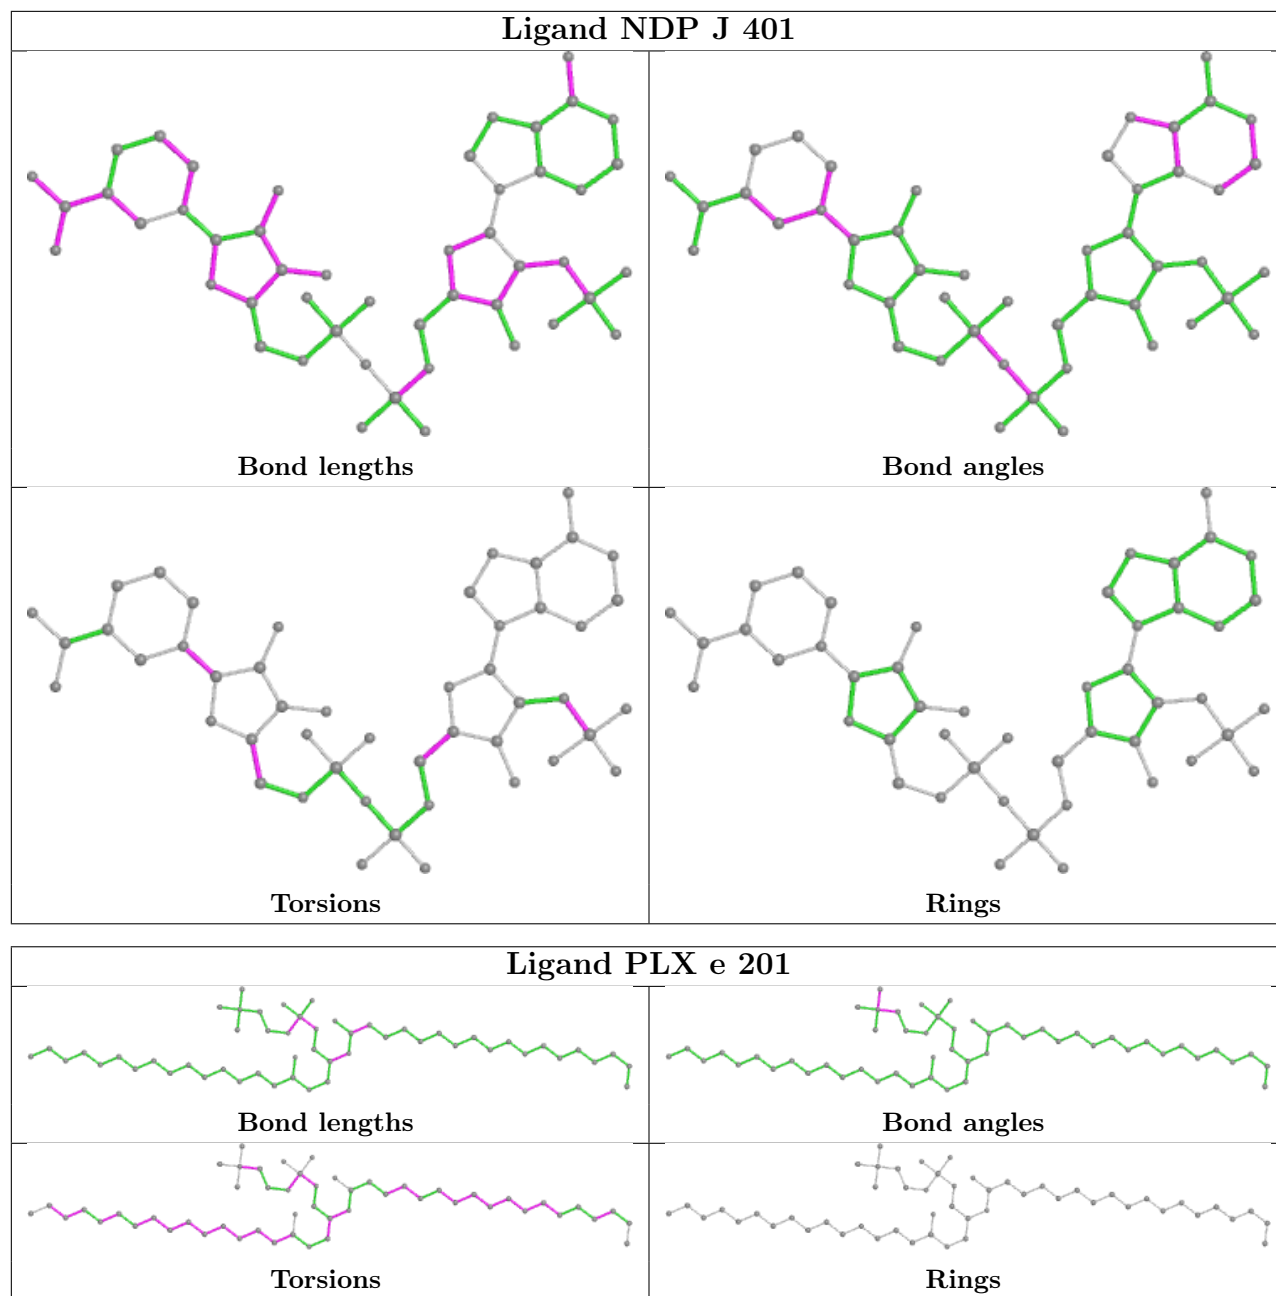 Ligand NDP J 401
Bond lengths
Bond angles
Torsions
Rings
Ligand PLX e 201
Bond lengths
Bond angles
Torsions
Rings